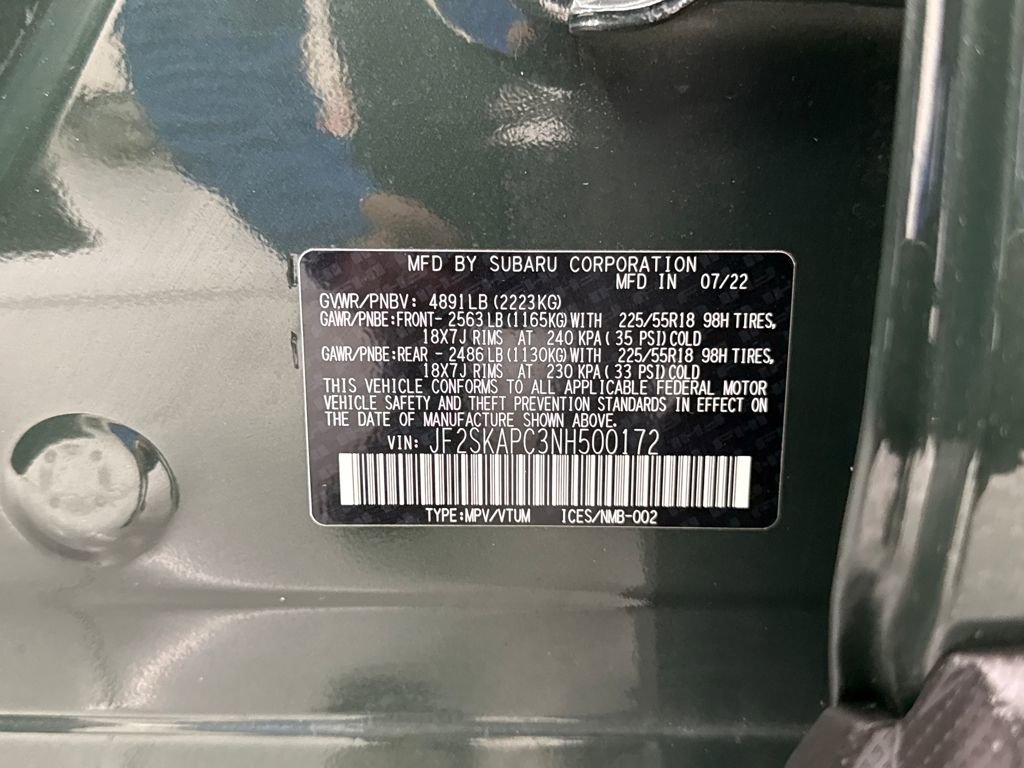 MFD BY SUBARU CORPORATION
MFD IN 07/22
GVWR/PNBV: 4891LB (2223KG)
GAWR/PNBE:FRONT- 2563 LB (1165KG) WITH 225/55R18 98H TIRES,
18X7J RIMS AT 240 KPA ( 35 PSI) COLD
GAWR/PNBE:REAR - 2486 LB (1130KG) WITH 225/55R18 98H TIRES,
18X7J RIMS AT 230 KPA ( 33 PSI) COLD
THIS VEHICLE CONFORMS TO ALL APPLICABLE FEDERAL MOTOR
VEHICLE SAFETY AND THEFT PREVENTION STANDARDS IN EFFECT ON
THE DATE OF MANUFACTURE SHOWN ABOVE.
VIN: JF2SKAPC3NH500172
TYPE:MPV/VTUM ICES/NMB-002